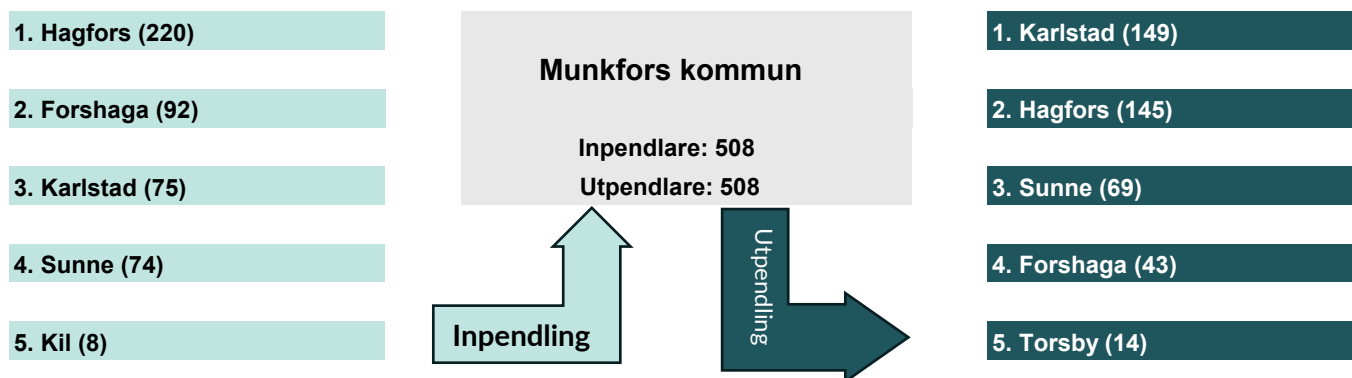 1. Hagfors (220)
2. Forshaga (92)
3. Karlstad (75)
4. Sunne (74)
5. Kil (8)
Munkfors kommun
Inpendlare: 508
Utpendlare: 508
Inpendling
Utpendling
1. Karlstad (149)
2. Hagfors (145)
3. Sunne (69)
4. Forshaga (43)
5. Torsby (14)